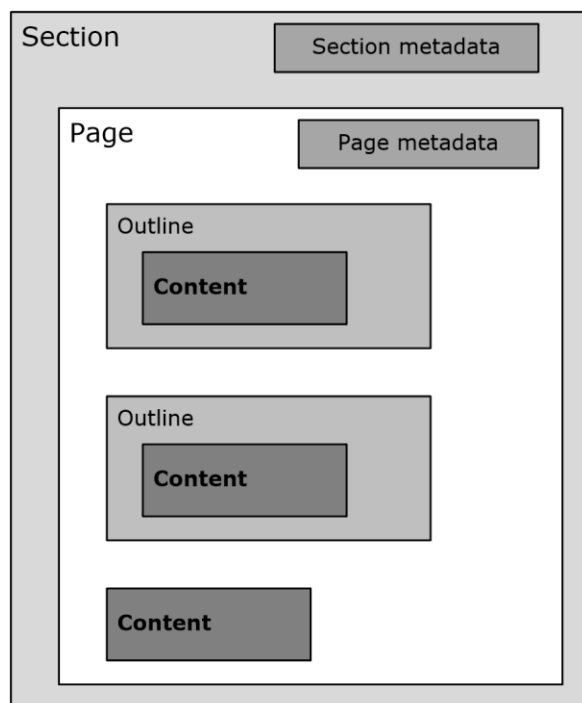 Section
Section metadata
Page
Page metadata
Outline
Content
Outline
Content
Content